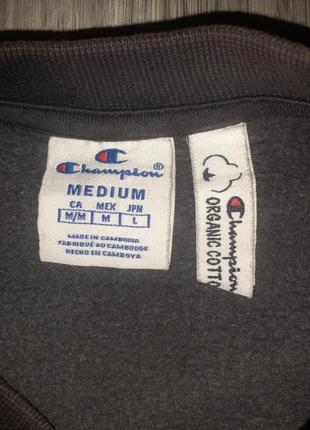 Champion®
MEDIUM
CA MEX JPN
M/M M L
MADE IN CAMBODIA
FABRIQUÉ AU CAMBODGE
HECHO EN CAMBOYA
Champion
ORGANIC COTTO